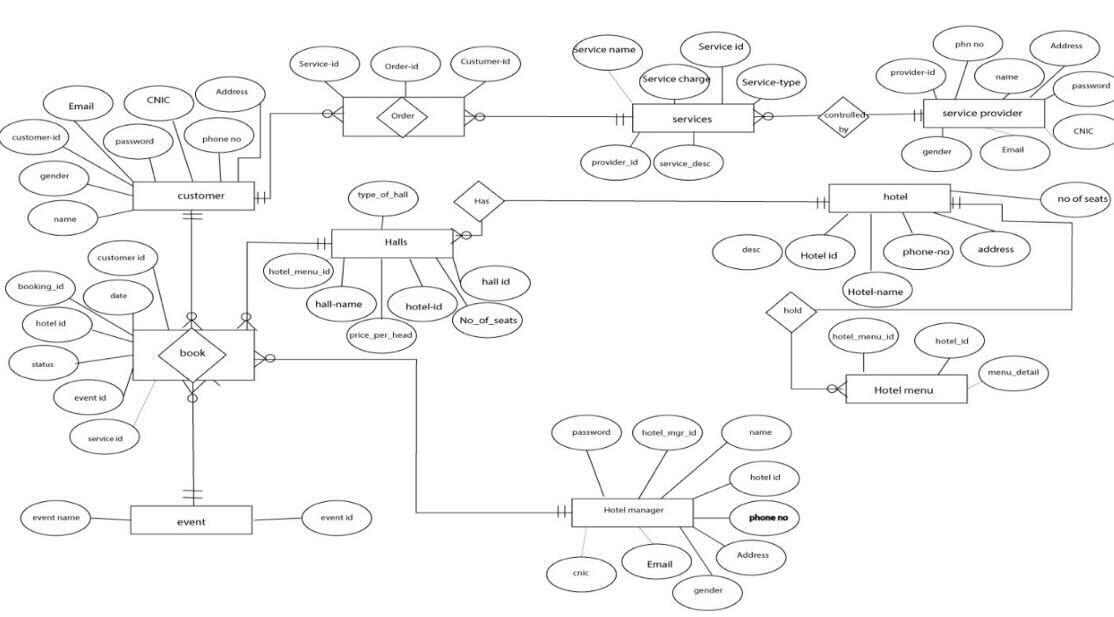 Service-id
Order-id
Custumer-id
Order
Service name
Service id
Service charge
Service-type
services
provider_id
service_desc
controlled
by
phn no
Address
provider-id
name
password
service provider
CNIC
gender
Email
Email
CNIC
Address
customer-id
password
phone no
gender
customer
name
type_of_hall
Halls
hotel_menu_id
hall-name
price_per_head
hotel-id
No_of_seats
hall id
Has
hotel
no of seats
desc
Hotel id
Hotel-name
phone-no
address
hold
hotel_menu_id
hotel_id
menu_detail
Hotel menu
customer id
booking_id
date
hotel id
book
status
event id
service id
event name
event
event id
password
hotel_mgr_id
name
hotel id
Hotel manager
phone no
Address
cnic
Email
gender